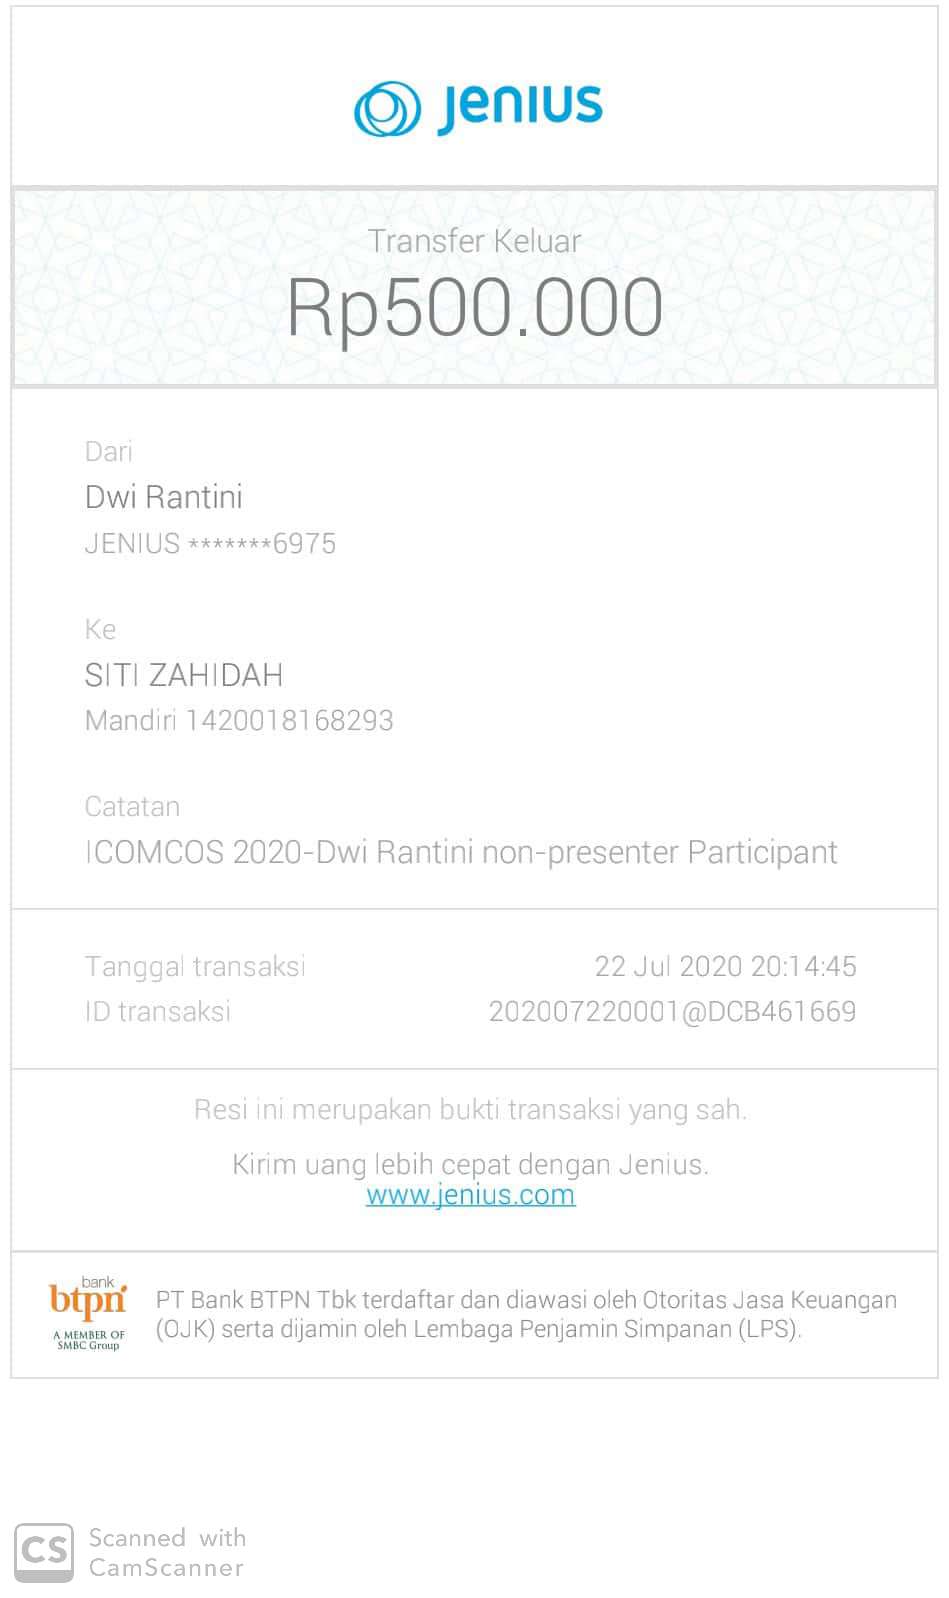 jenius
Transfer Keluar
Rp500.000
Dari
Dwi Rantini
JENIUS *******6975
Ke
SITI ZAHIDAH
Mandiri 1420018168293
Catatan
ICOMCOS 2020-Dwi Rantini non-presenter Participant
Tanggal transaksi 22 Jul 2020 20:14:45
ID transaksi 202007220001@DCB461669
Resi ini merupakan bukti transaksi yang sah.
Kirim uang lebih cepat dengan Jenius.
www.jenius.com
bank
btpn
A MEMBER OF
SMBC Group
PT Bank BTPN Tbk terdaftar dan diawasi oleh Otoritas Jasa Keuangan
(OJK) serta dijamin oleh Lembaga Penjamin Simpanan (LPS).
CS
Scanned with
CamScanner